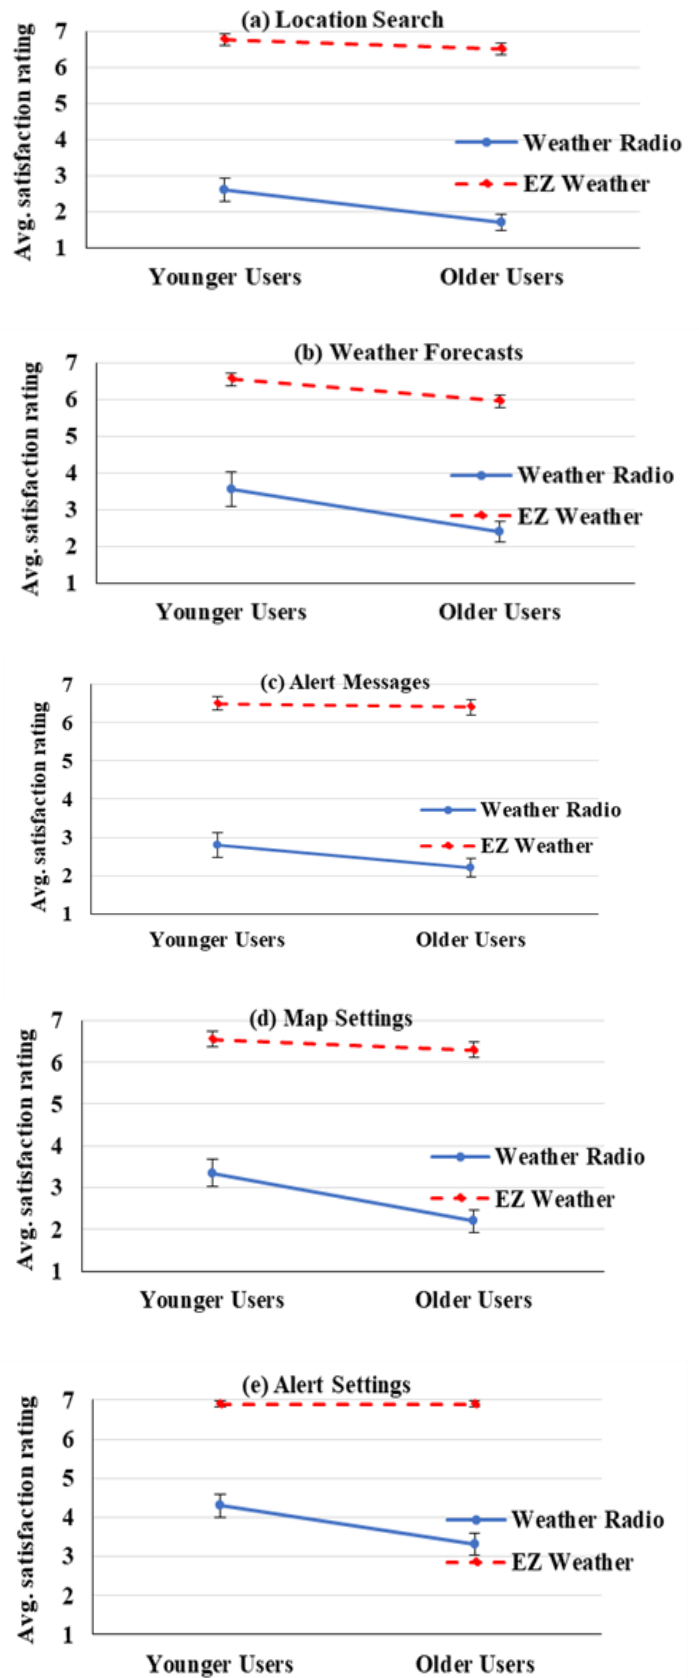 (a) Location Search
Avg. satisfaction rating
7
6
5
4
3
2
1
Weather Radio
EZ Weather
Younger Users
Older Users
(b) Weather Forecasts
Avg. satisfaction rating
7
6
5
4
3
2
1
Weather Radio
EZ Weather
Younger Users
Older Users
(c) Alert Messages
Avg. satisfaction rating
7
6
5
4
3
2
1
Weather Radio
EZ Weather
Younger Users
Older Users
(d) Map Settings
Avg. satisfaction rating
7
6
5
4
3
2
1
Weather Radio
EZ Weather
Younger Users
Older Users
(e) Alert Settings
Avg. satisfaction rating
7
6
5
4
3
2
1
Weather Radio
EZ Weather
Younger Users
Older Users